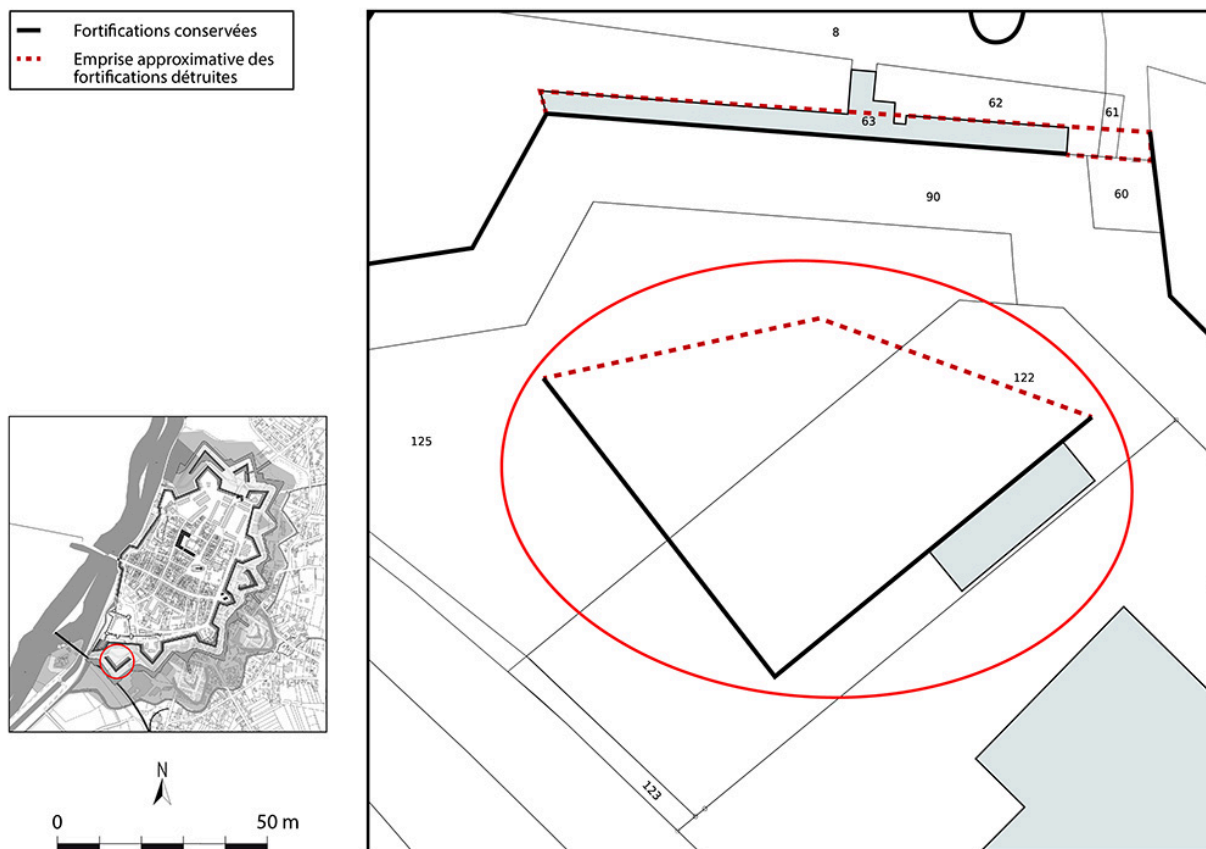 Fortifications conservées
Emprise approximative des
fortifications détruites
8
62
61
63
90
60
122
125
123
N
0 50 m